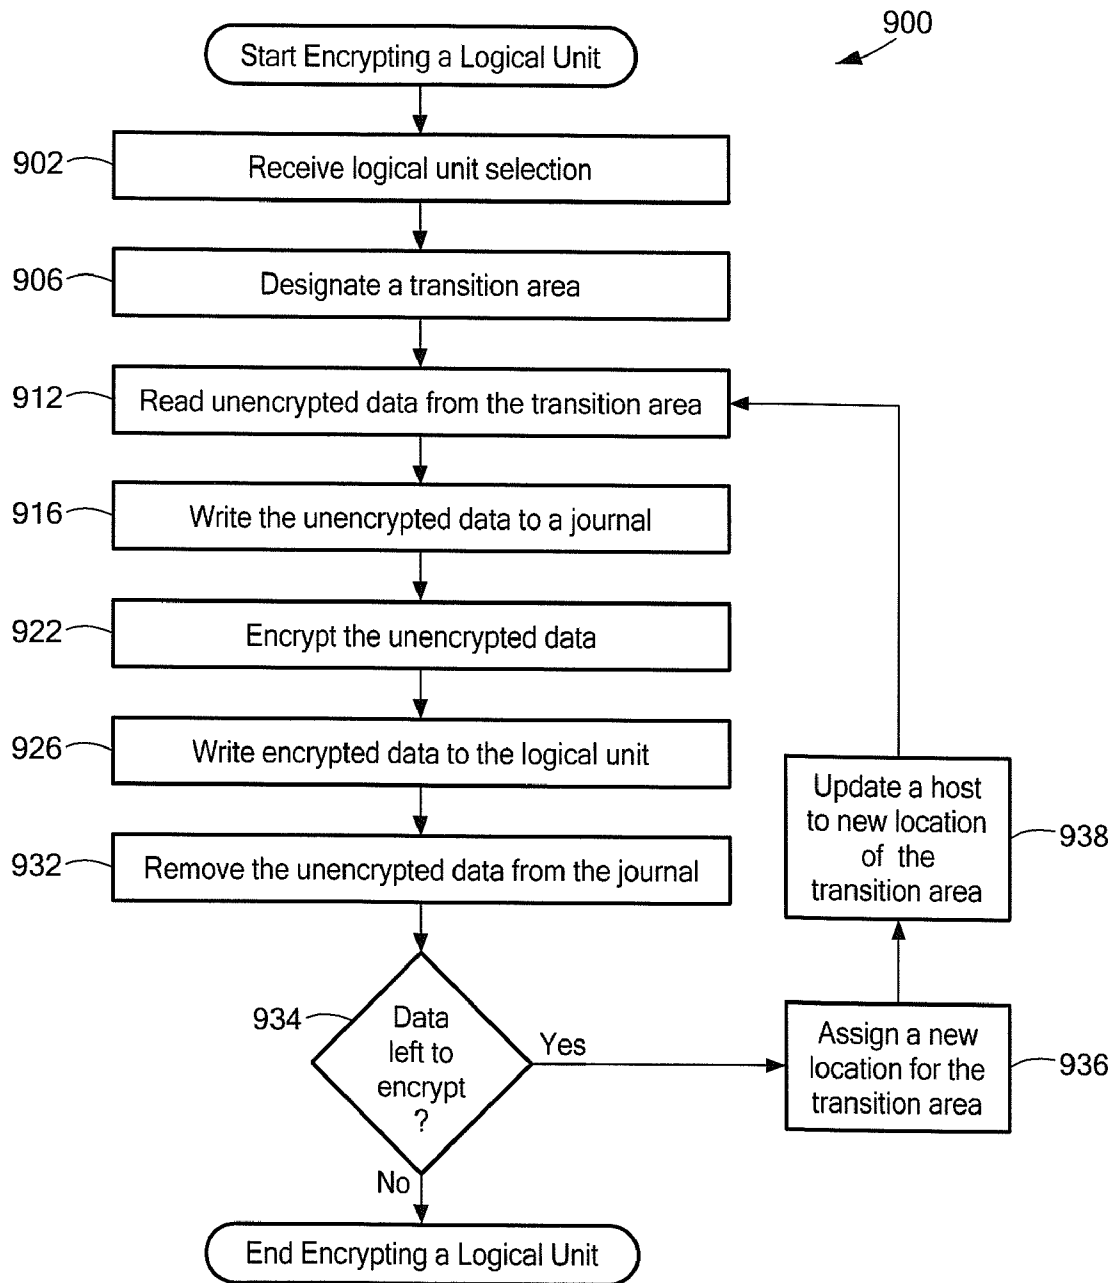 900
Start Encrypting a Logical Unit
902
Receive logical unit selection
906
Designate a transition area
912
Read unencrypted data from the transition area
916
Write the unencrypted data to a journal
922
Encrypt the unencrypted data
926
Write encrypted data to the logical unit
932
Remove the unencrypted data from the journal
934
Data
left to
encrypt
?
Yes
No
Assign a new
location for the
transition area
936
Update a host
to new location
of the
transition area
938
End Encrypting a Logical Unit